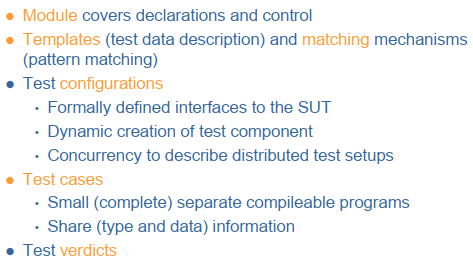 Module covers declarations and control
Templates (test data description) and matching mechanisms
(pattern matching)
Test configurations
Formally defined interfaces to the SUT
Dynamic creation of test component
Concurrency to describe distributed test setups
Test cases
Small (complete) separate compileable programs
Share (type and data) information
Test verdicts